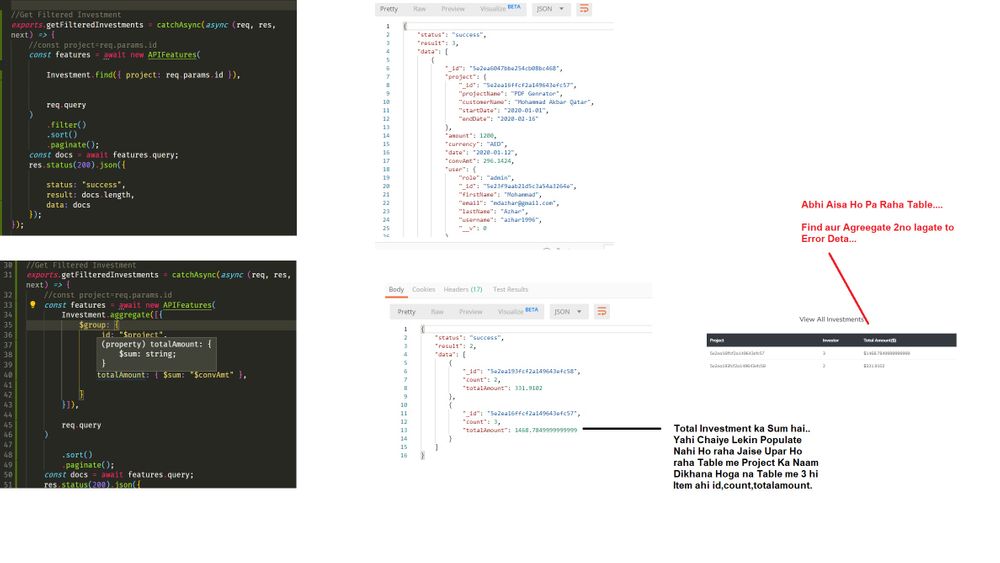 //Get Filtered Investment
exports.getFilteredInvestments = catchAsync(async (req, res,
next) => {
//const project=req.params.id
const features = await new APIFeatures(
Investment.find({ project: req.params.id }),
req.query
)
.filter()
.sort()
.paginate();
const docs = await features.query;
res.status(200).json({
status: "success",
result: docs.length,
data: docs
});
});
Pretty Raw Preview Visualize BETA JSON
1 {
2 "status": "success",
3 "result": 3,
4 "data": [
5 {
6 "_id": "5e2ea6047bbe254cb08bc468",
7 "project": {
8 "_id": "5e2ea16ffcf2a149643efc57",
9 "projectName": "PDF Genrator",
10 "customerName": "Mohammad Akbar Qatar",
11 "startDate": "2020-01-01",
12 "endDate": "2020-02-16"
13 },
14 "amount": 1200,
15 "currency": "AED",
16 "date": "2020-01-12",
17 "convAmt": 296.1424,
18 "user": {
19 "role": "admin",
20 "_id": "5e23f9aab21d5c3a54a3264e",
21 "firstName": "Mohammad",
22 "email": "mdazhar@gmail.com",
23 "lastName": "Azhar",
24 "username": "azhar1996",
25 "__v": 0
26 }
Abhi Aisa Ho Pa Raha Table....
Find aur Agreegate 2no lagate to
Error Deta...
30 //Get Filtered Investment
31 exports.getFilteredInvestments = catchAsync(async (req, res,
next) => {
32 //const project=req.params.id
33 const features = await new APIFeatures(
34 Investment.aggregate([{
35 $group: {
36 _id: "$project",
37 (property) totalAmount: {
38 $sum: string;
39 }
40 totalAmount: { $sum: "$convAmt" },
41
42 }
43 }]),
44
45 req.query
46 )
47
48 .sort()
49 .paginate();
50 const docs = await features.query;
51 res.status(200).json({
Body Cookies Headers (17) Test Results
Pretty Raw Preview Visualize BETA JSON
1 {
2 "status": "success",
3 "result": 2,
4 "data": [
5 {
6 "_id": "5e2ea193fcf2a149643efc58",
7 "count": 2,
8 "totalAmount": 331.9102
9 },
10 {
11 "_id": "5e2ea16ffcf2a149643efc57",
12 "count": 3,
13 "totalAmount": 1468.7849999999999
14 }
15 ]
16 }
View All Investments
Project Investor Total Amount($)
5e2ea16ffcf2a149643efc57 3 $1468.7849999999999
5e2ea193fcf2a149643efc58 2 $331.9102
Total Investment ka Sum hai..
Yahi Chaiye Lekin Populate
Nahi Ho raha Jaise Upar Ho
raha Table me Project Ka Naam
Dikhana Hoga na Table me 3 hi
Item ahi id,count,totalamount.